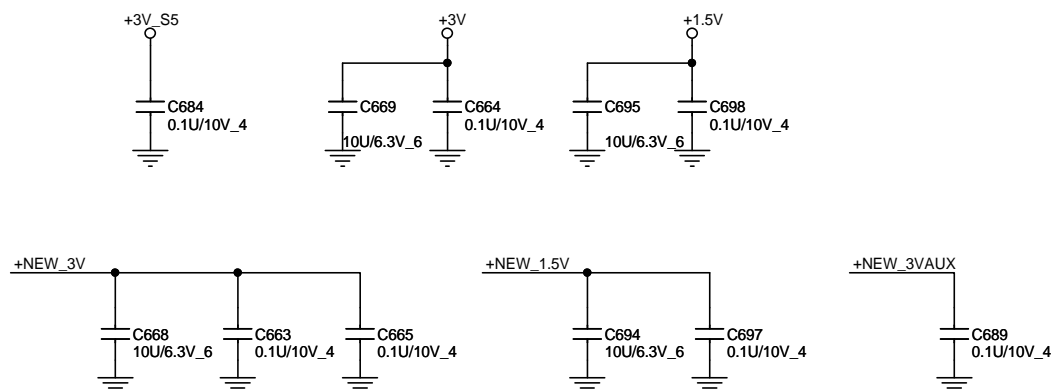 +3V_S5
+3V
+1.5V
C684
0.1U/10V_4
C669
10U/6.3V_6
C664
0.1U/10V_4
C695
10U/6.3V_6
C698
0.1U/10V_4
+NEW_3V
+NEW_1.5V
+NEW_3VAUX
C668
10U/6.3V_6
C663
0.1U/10V_4
C665
0.1U/10V_4
C694
10U/6.3V_6
C697
0.1U/10V_4
C689
0.1U/10V_4